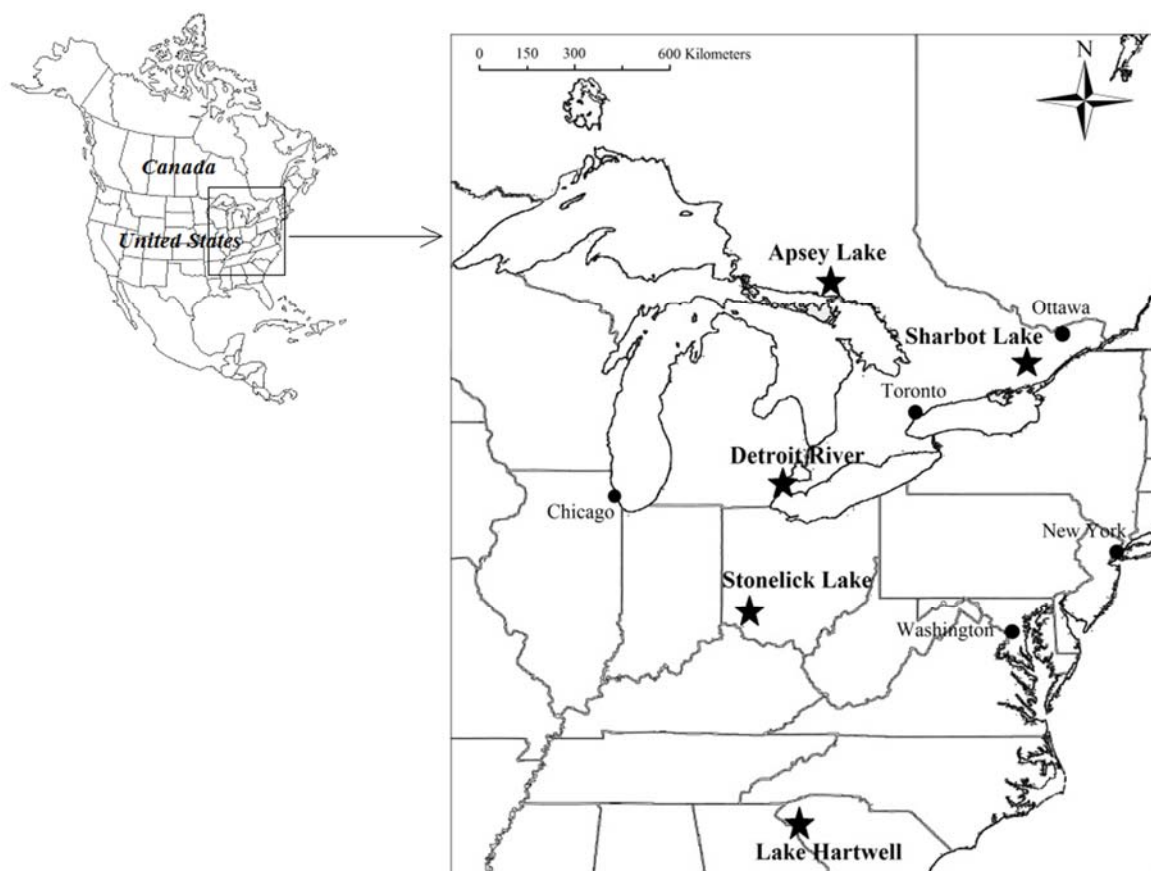 Canada
United States
0 150 300 600 Kilometers
N
Apsey Lake
Ottawa
Sharbot Lake
Toronto
Detroit River
Chicago
New York
Stonelick Lake
Washington
Lake Hartwell